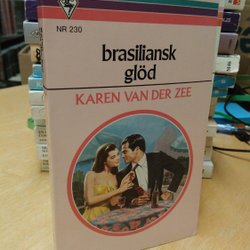 NR 230
brasiliansk
glöd
KAREN VAN DER ZEE